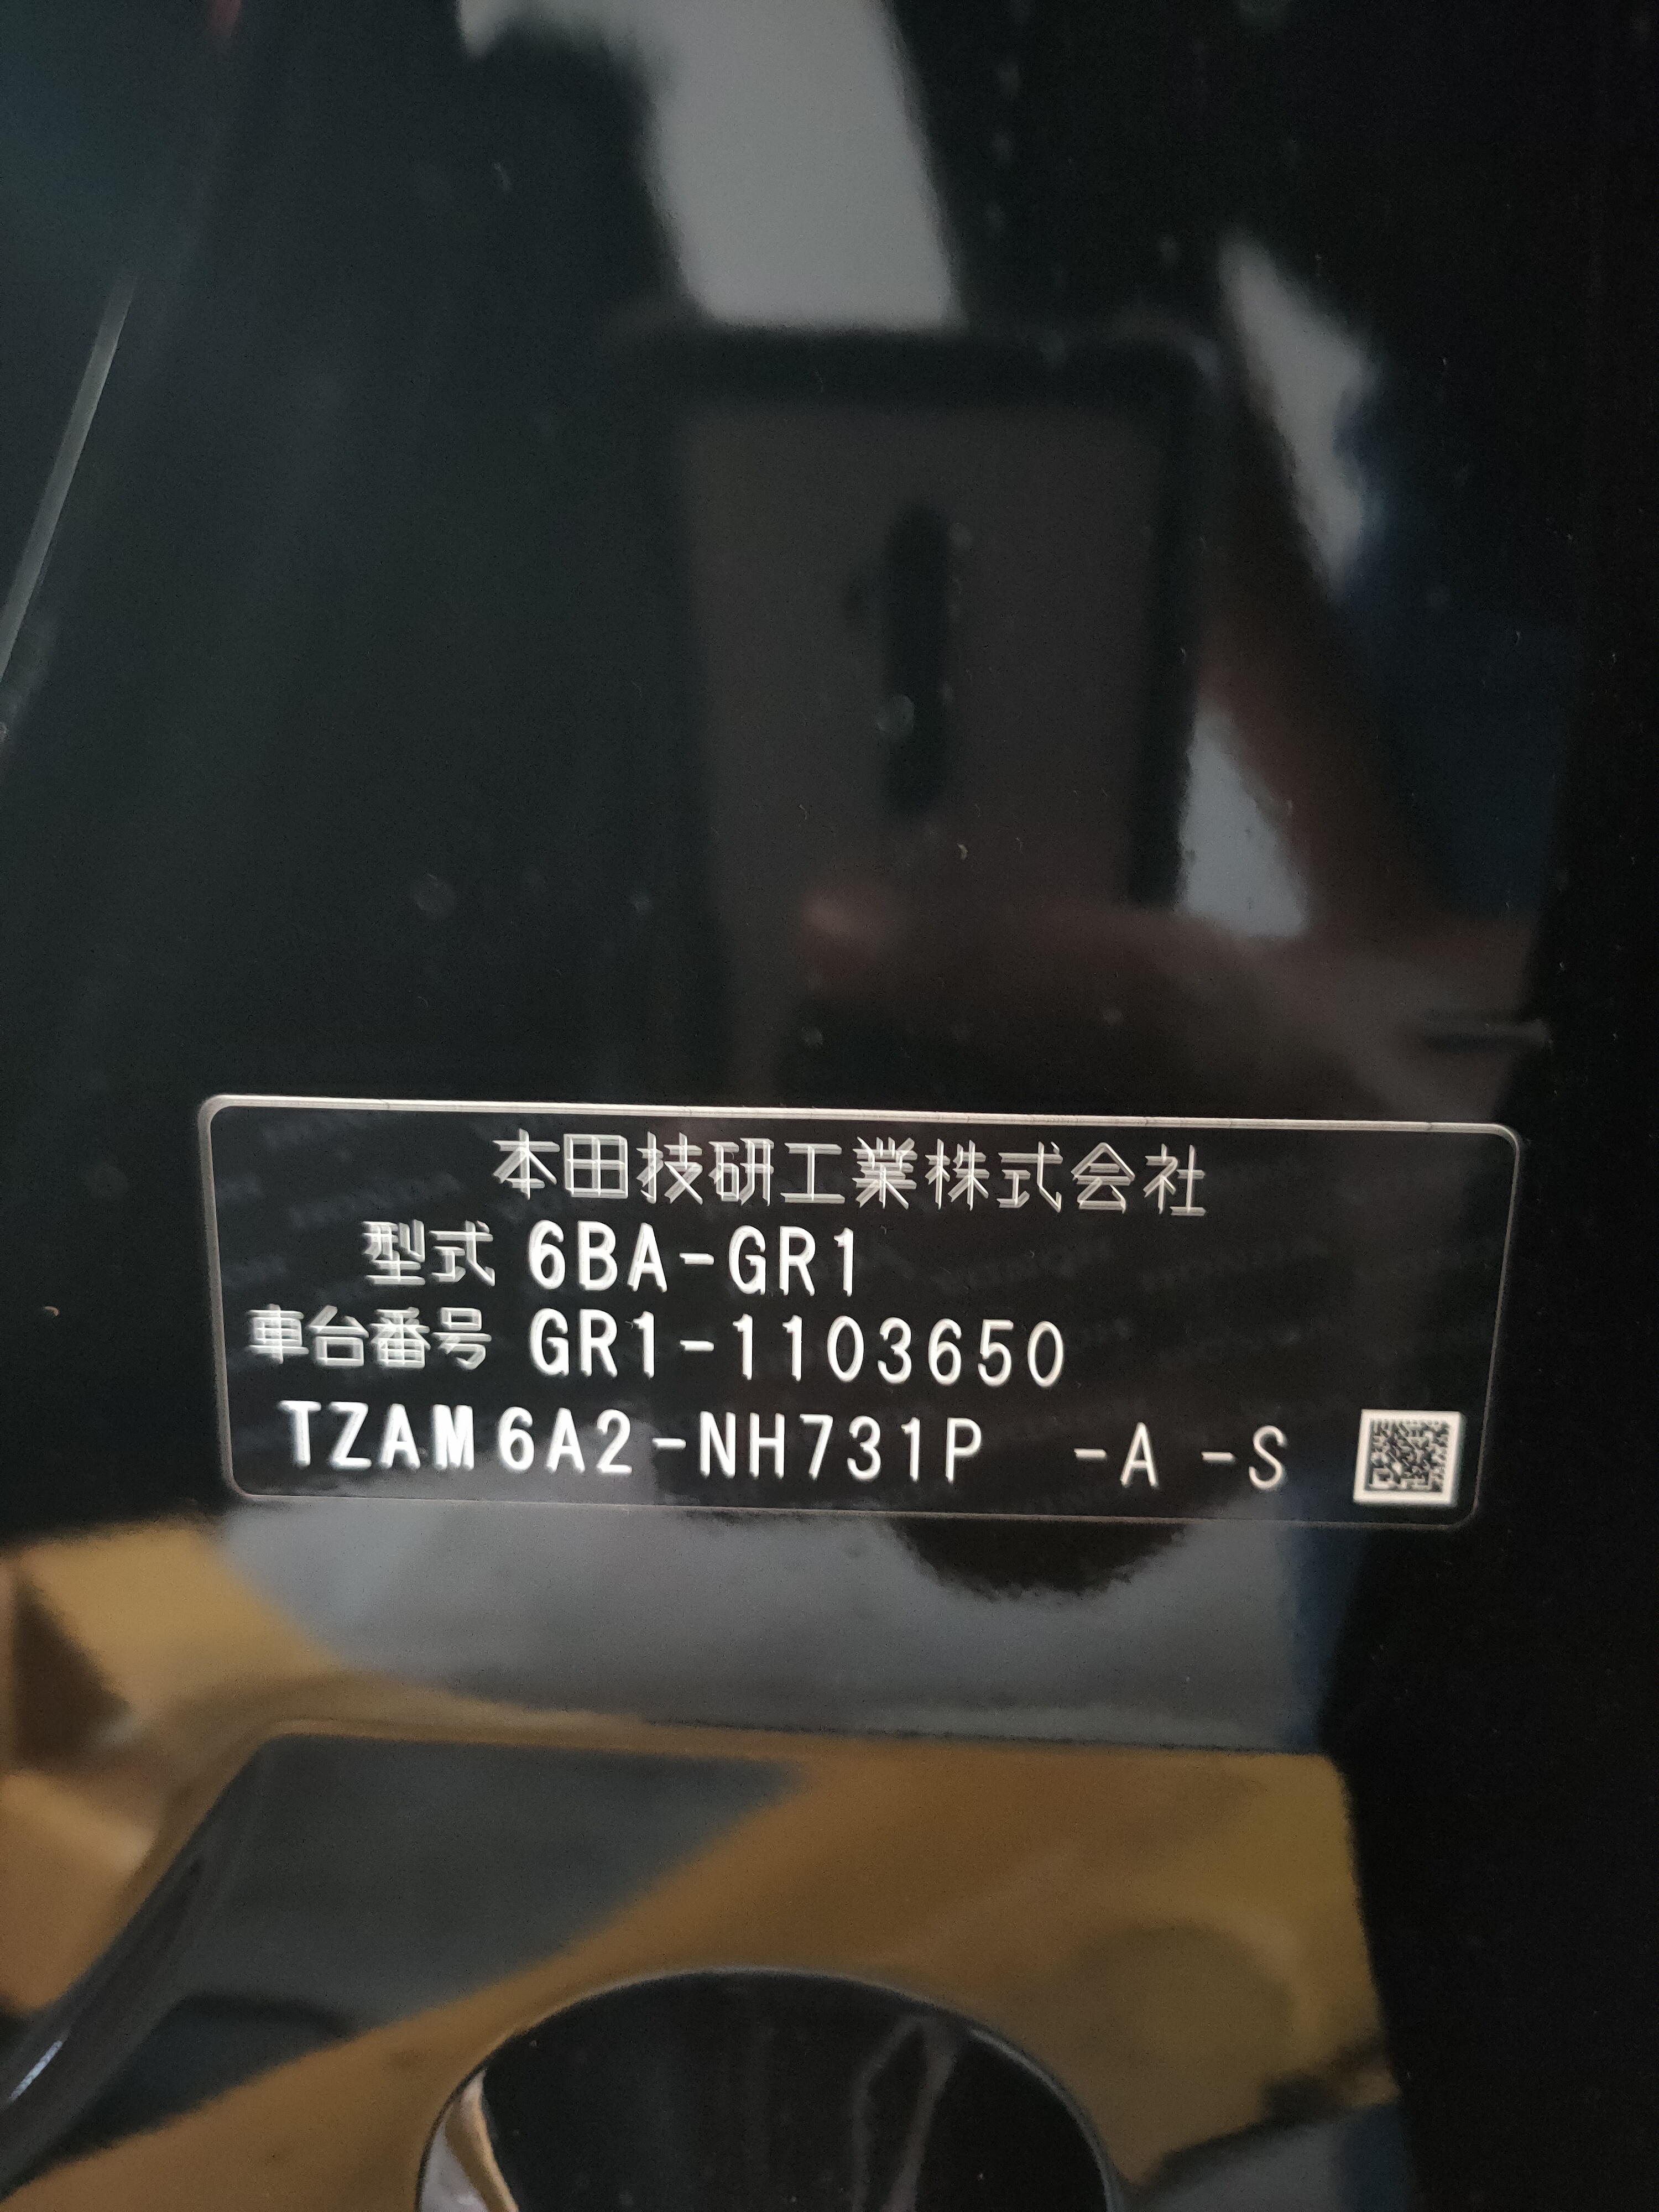 本田技研工業株式会社
型式 6BA-GR1
車台番号 GR1-1103650
TZAM6A2-NH731P -A -S